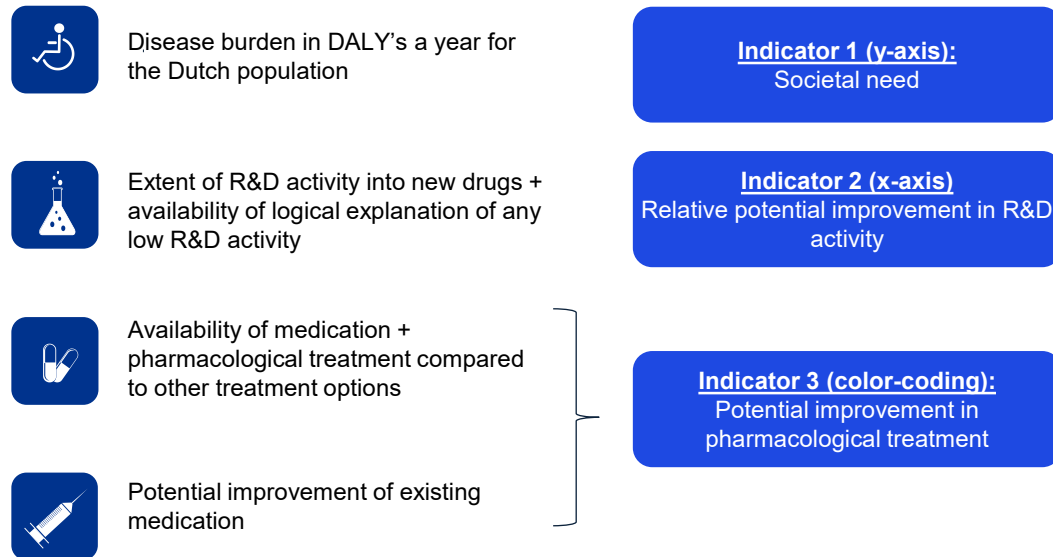 Disease burden in DALY's a year for
the Dutch population
Indicator 1 (y-axis):
Societal need
Extent of R&D activity into new drugs +
availability of logical explanation of any
low R&D activity
Indicator 2 (x-axis)
Relative potential improvement in R&D
activity
Availability of medication +
pharmacological treatment compared
to other treatment options
Potential improvement of existing
medication
Indicator 3 (color-coding):
Potential improvement in
pharmacological treatment